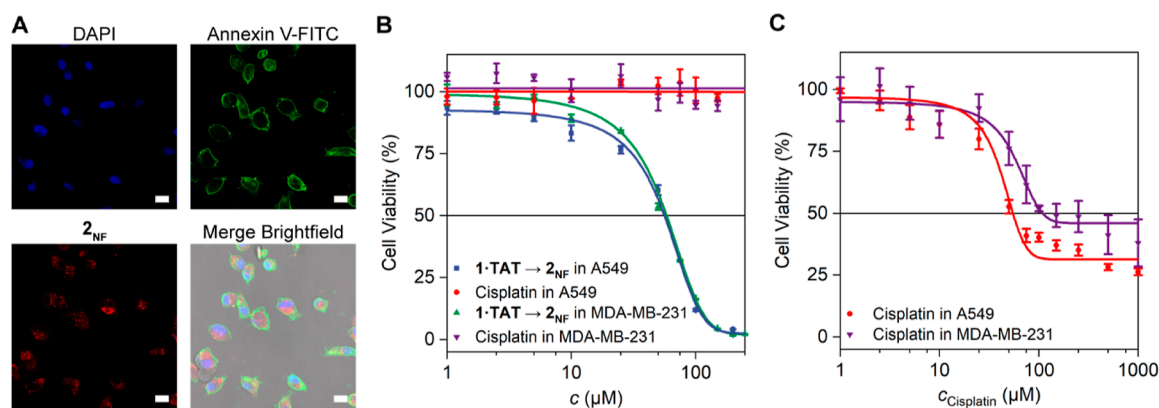 A
DAPI
Annexin V-FITC
2NF
Merge Brightfield
B
Cell Viability (%)
100
75
50
25
0
1·TAT → 2NF in A549
Cisplatin in A549
1·TAT → 2NF in MDA-MB-231
Cisplatin in MDA-MB-231
1
10
100
c (µM)
C
Cell Viability (%)
100
75
50
25
0
Cisplatin in A549
Cisplatin in MDA-MB-231
1
10
100
1000
cCisplatin (µM)